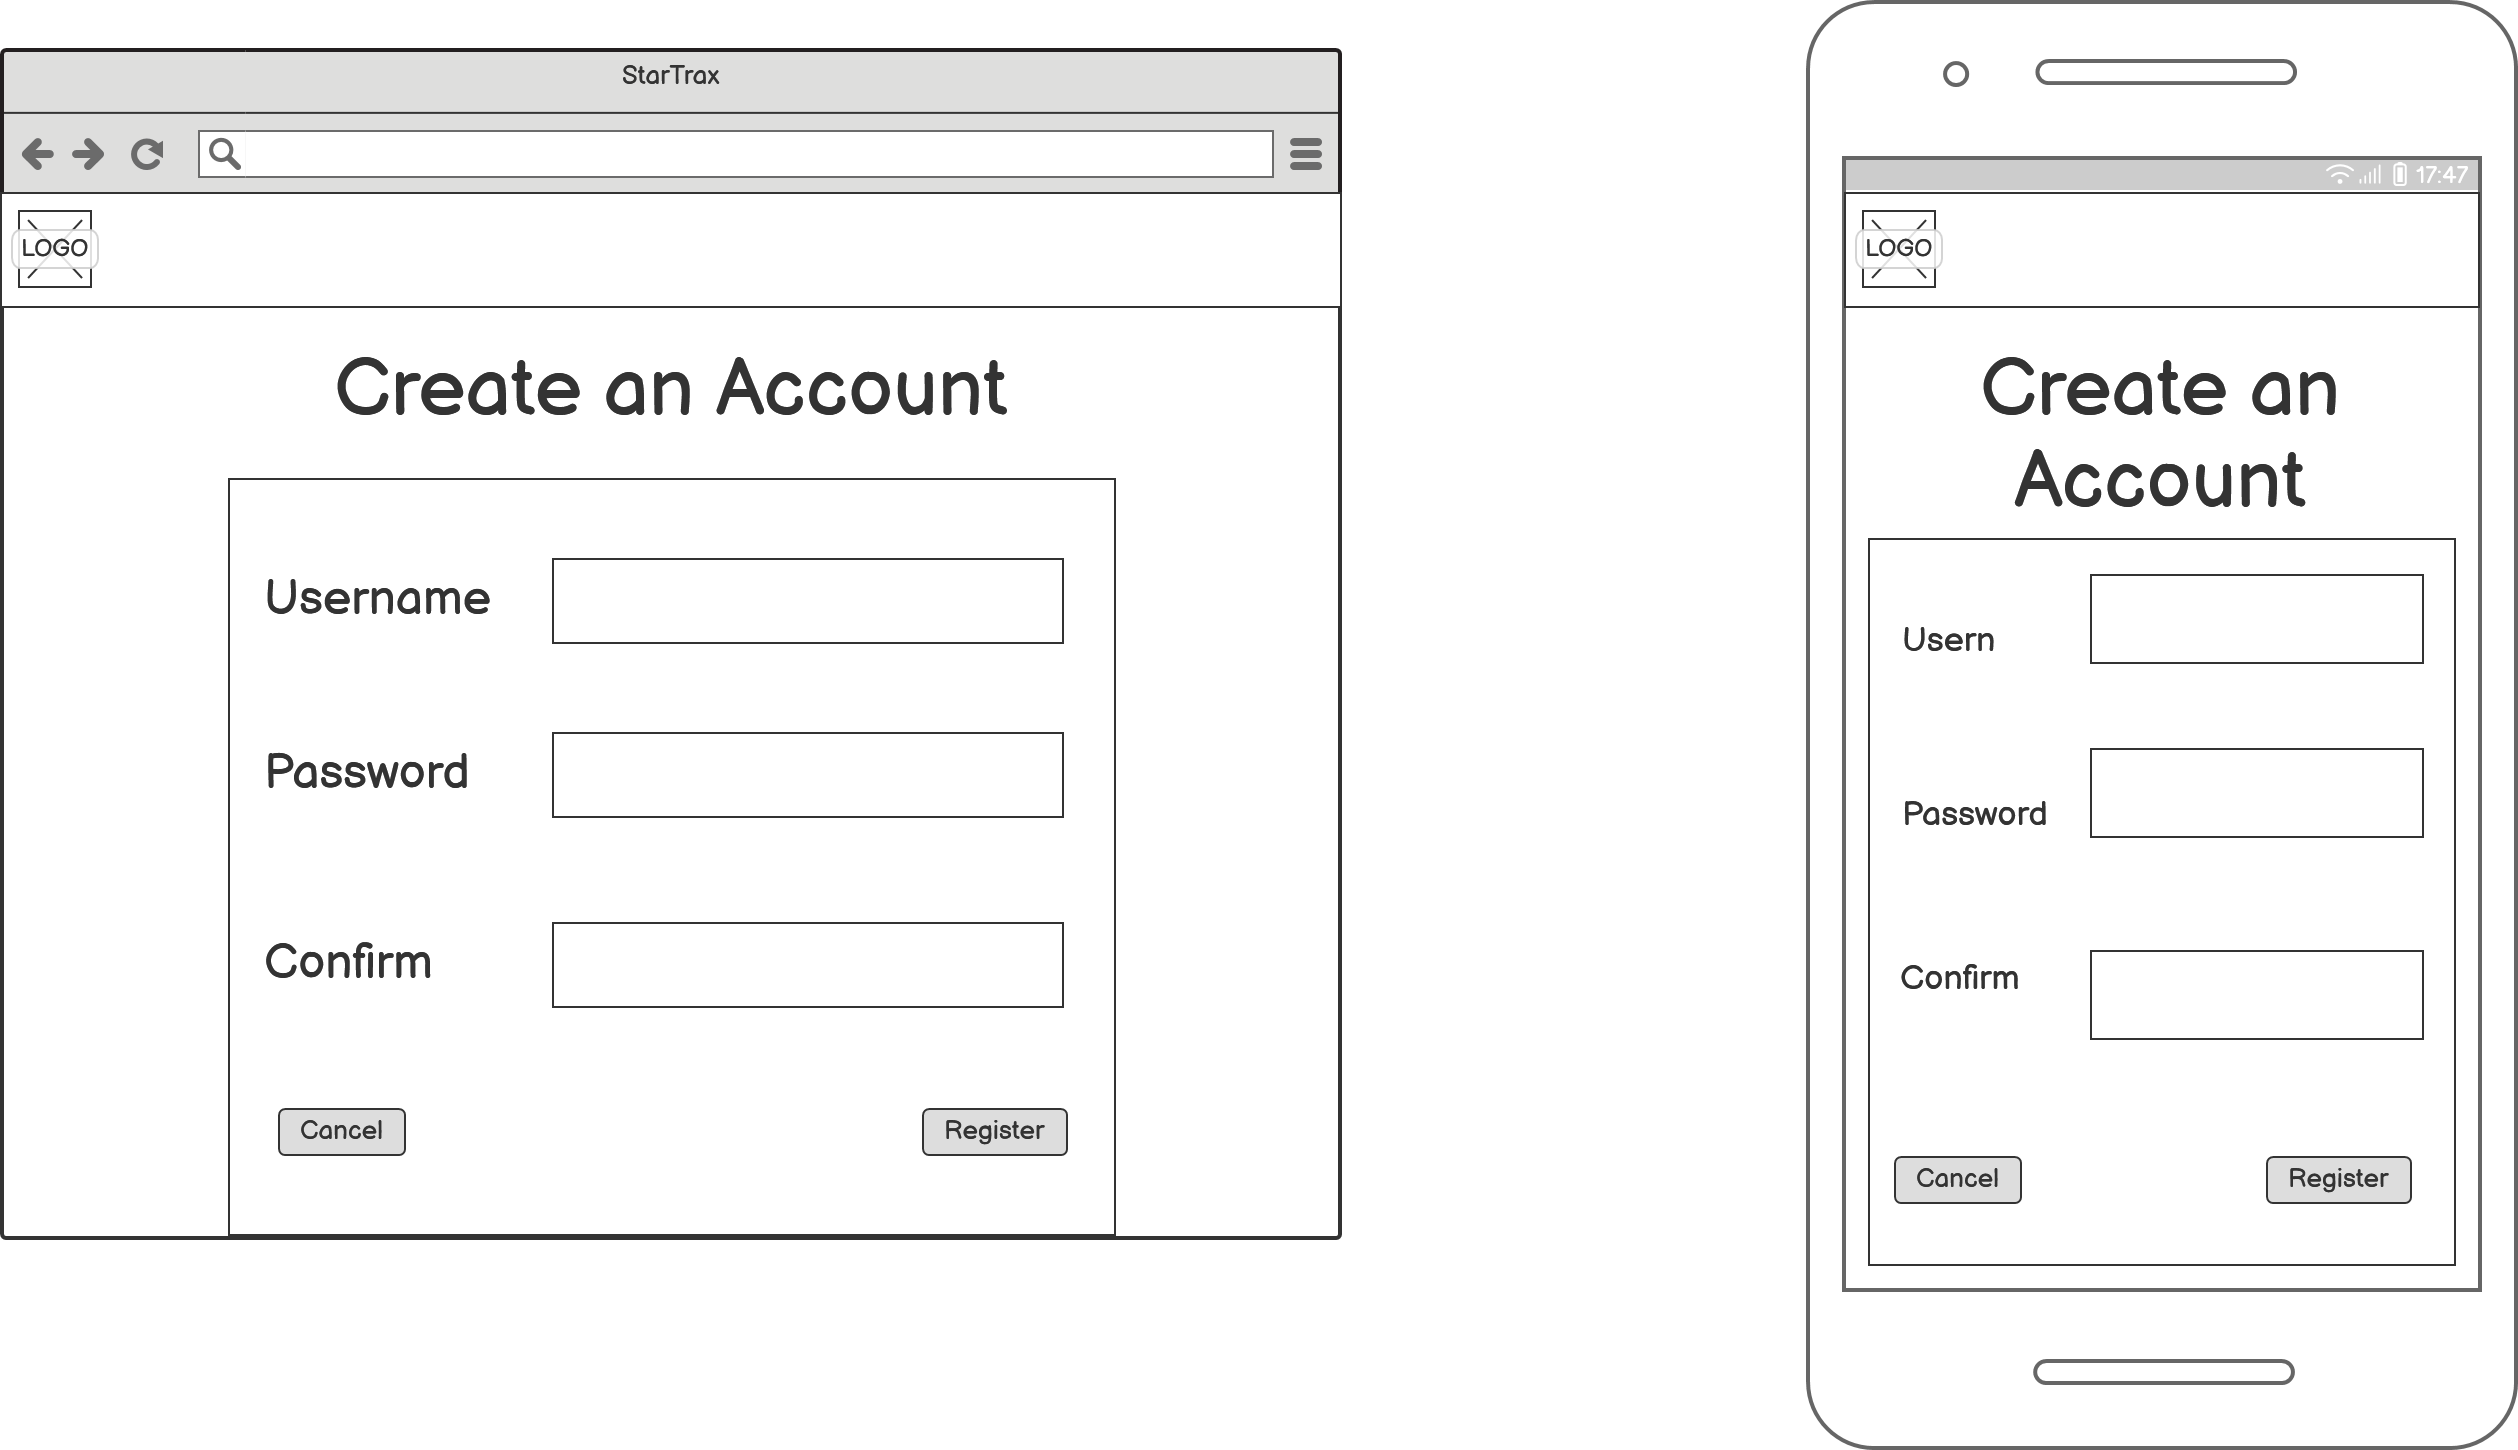 StarTrax
LOGO
Create an Account
Username
Password
Confirm
Cancel
Register
17:47
LOGO
Create an
Account
Usern
Password
Confirm
Cancel
Register